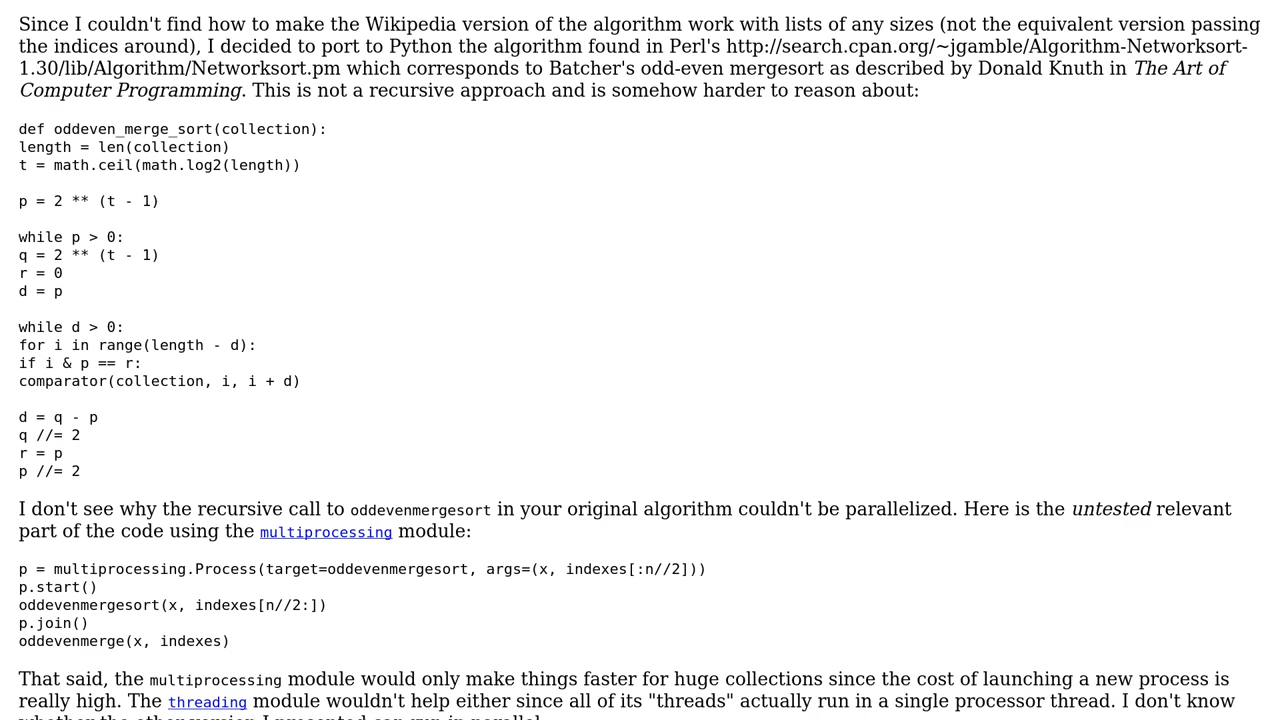 Since I couldn't find how to make the Wikipedia version of the algorithm work with lists of any sizes (not the equivalent version passing
the indices around), I decided to port to Python the algorithm found in Perl's http://search.cpan.org/~jgamble/Algorithm-Networksort-
1.30/lib/Algorithm/Networksort.pm which corresponds to Batcher's odd-even mergesort as described by Donald Knuth in The Art of
Computer Programming. This is not a recursive approach and is somehow harder to reason about:
def oddeven_merge_sort(collection):
length = len(collection)
t = math.ceil(math.log2(length))
p = 2 ** (t - 1)
while p > 0:
q = 2 ** (t - 1)
r = 0
d = p
while d > 0:
for i in range(length - d):
if i & p == r:
comparator(collection, i, i + d)
d = q - p
q //= 2
r = p
p //= 2
I don't see why the recursive call to oddevenmergesort in your original algorithm couldn't be parallelized. Here is the untested relevant
part of the code using the multiprocessing module:
p = multiprocessing.Process(target=oddevenmergesort, args=(x, indexes[:n//2]))
p.start()
oddevenmergesort(x, indexes[n//2:])
p.join()
oddevenmerge(x, indexes)
That said, the multiprocessing module would only make things faster for huge collections since the cost of launching a new process is
really high. The threading module wouldn't help either since all of its "threads" actually run in a single processor thread. I don't know
whether the other version I presented can run in parallel.